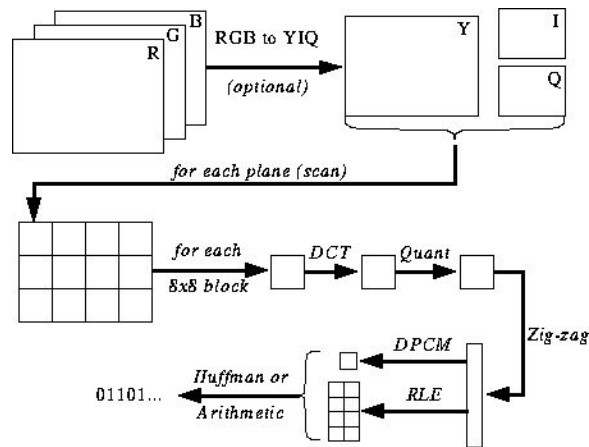 B
G
R
RGB to YIQ
(optional)
Y
I
Q
for each plane (scan)
for each
8x8 block
DCT
Quant
Zig-zag
DPCM
RLE
Huffman or
Arithmetic
01101...